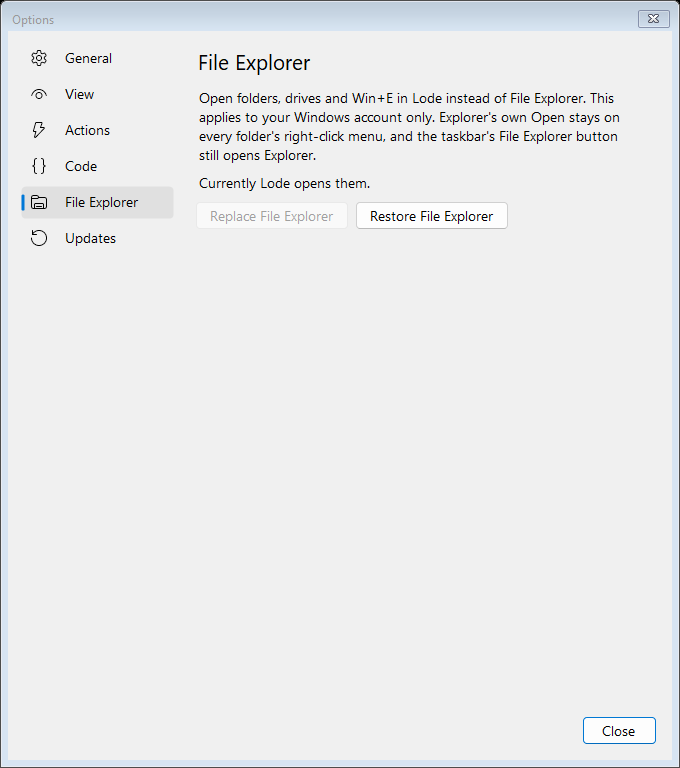 Options
General
View
Actions
{ } Code
File Explorer
Updates
File Explorer
Open folders, drives and Win+E in Lode instead of File Explorer. This
applies to your Windows account only. Explorer's own Open stays on
every folder's right-click menu, and the taskbar's File Explorer button
still opens Explorer.
Currently Lode opens them.
Replace File Explorer
Restore File Explorer
Close